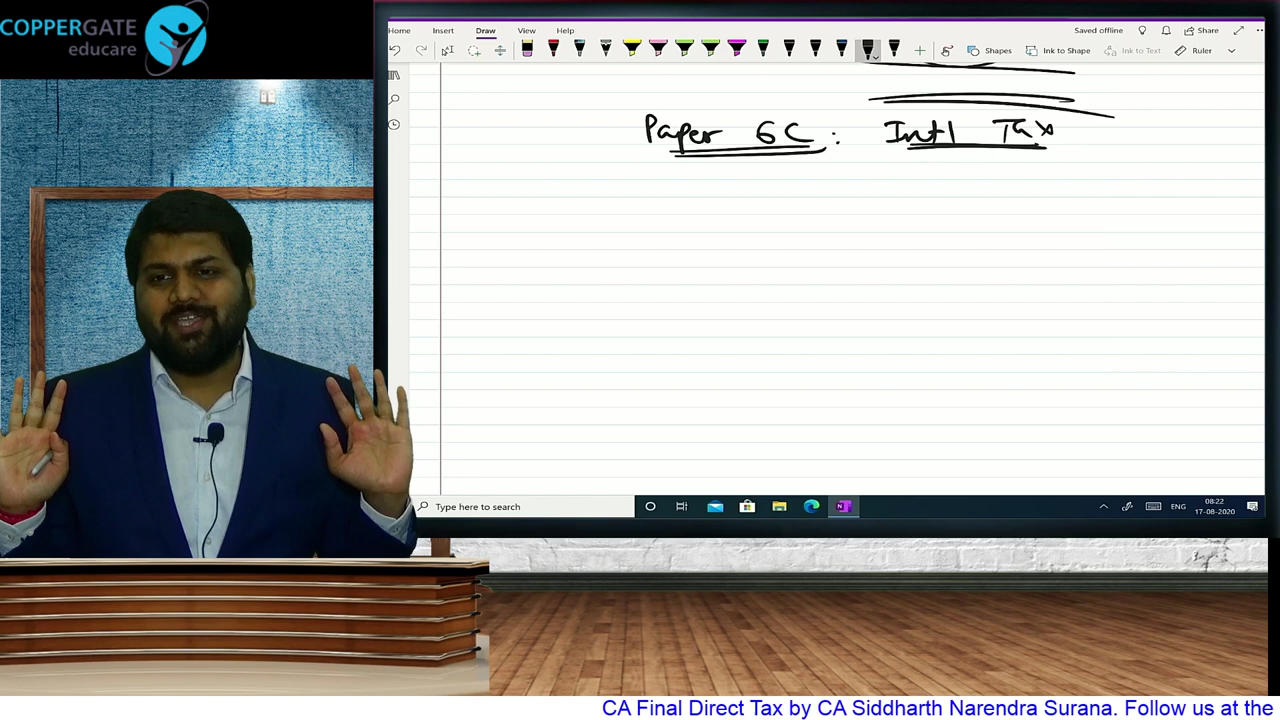 COPPERGATE
educare
Home Insert Draw View Help
Saved offline Share
Shapes Ink to Shape Ink to Text Ruler
Paper 6C : Intl Tax
Type here to search
ENG
08:22
17-08-2020
CA Final Direct Tax by CA Siddharth Narendra Surana. Follow us at the